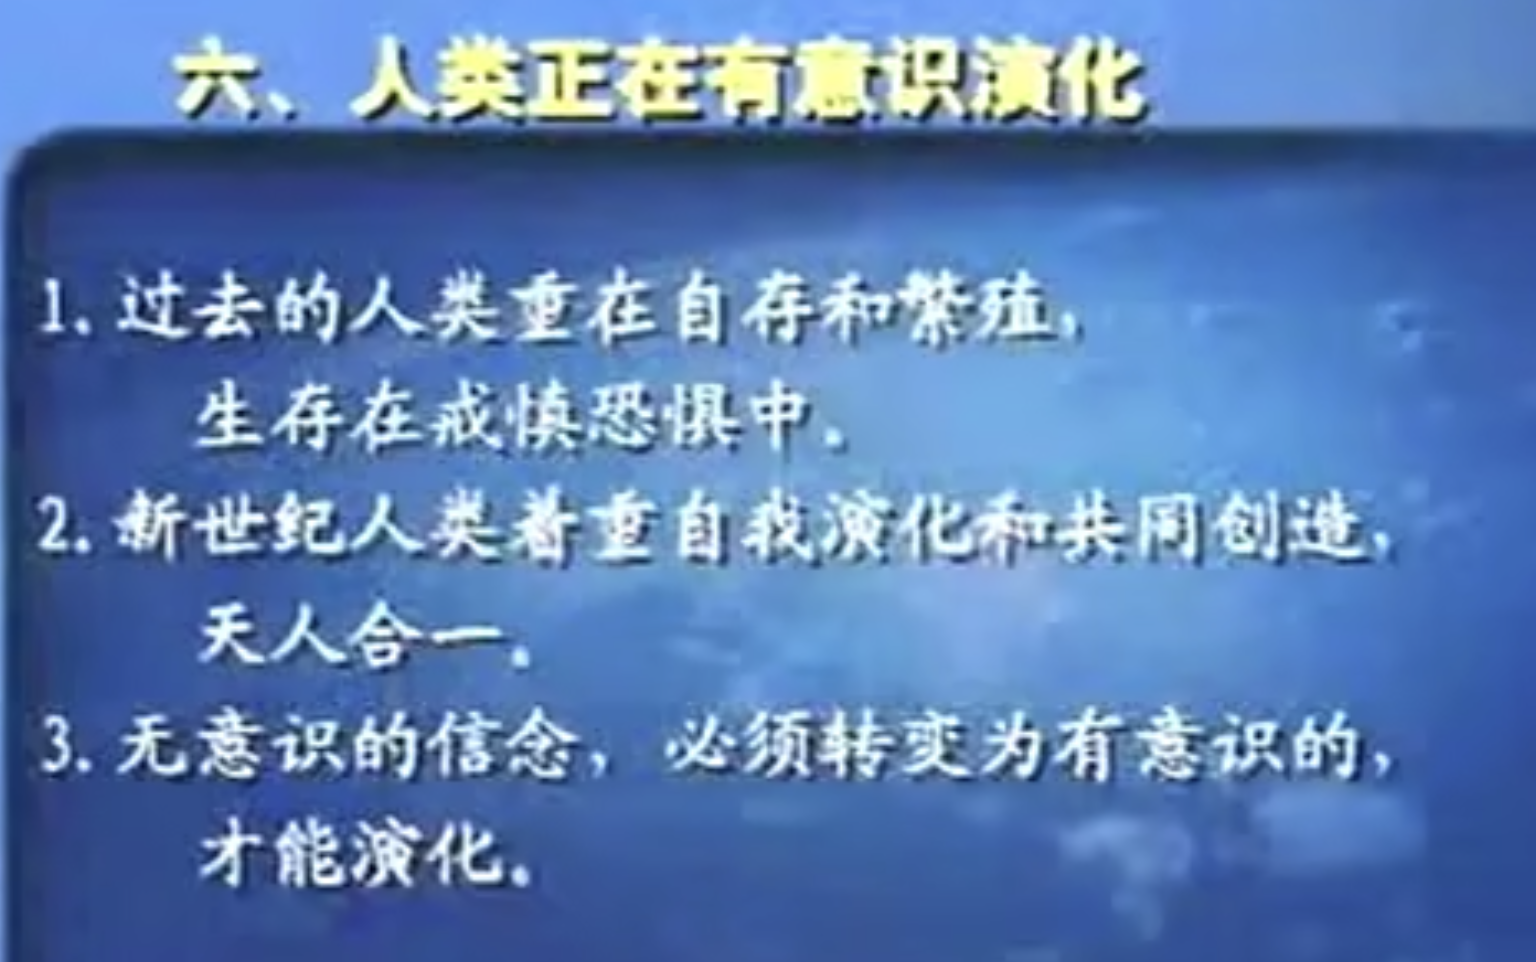 六、人类正在有意识演化
1. 过去的人类重在自存和繁殖，
生存在戒慎恐惧中。
2. 新世纪人类着重自我演化和共同创造，
天人合一。
3. 无意识的信念，必须转变为有意识的，
才能演化。